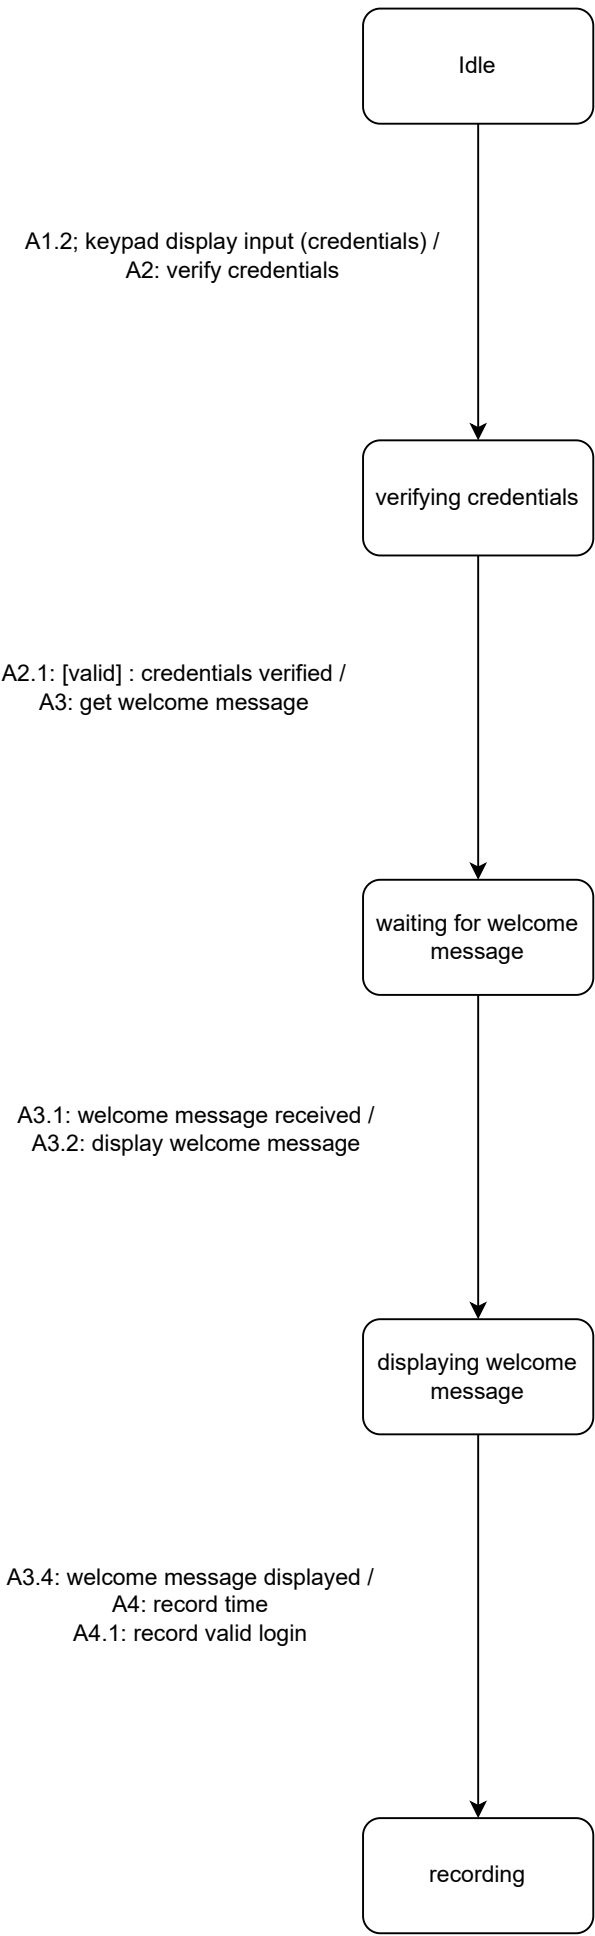 Idle
A1.2; keypad display input (credentials) /
A2: verify credentials
verifying credentials
A2.1: [valid] : credentials verified /
A3: get welcome message
waiting for welcome
message
A3.1: welcome message received /
A3.2: display welcome message
displaying welcome
message
A3.4: welcome message displayed /
A4: record time
A4.1: record valid login
recording